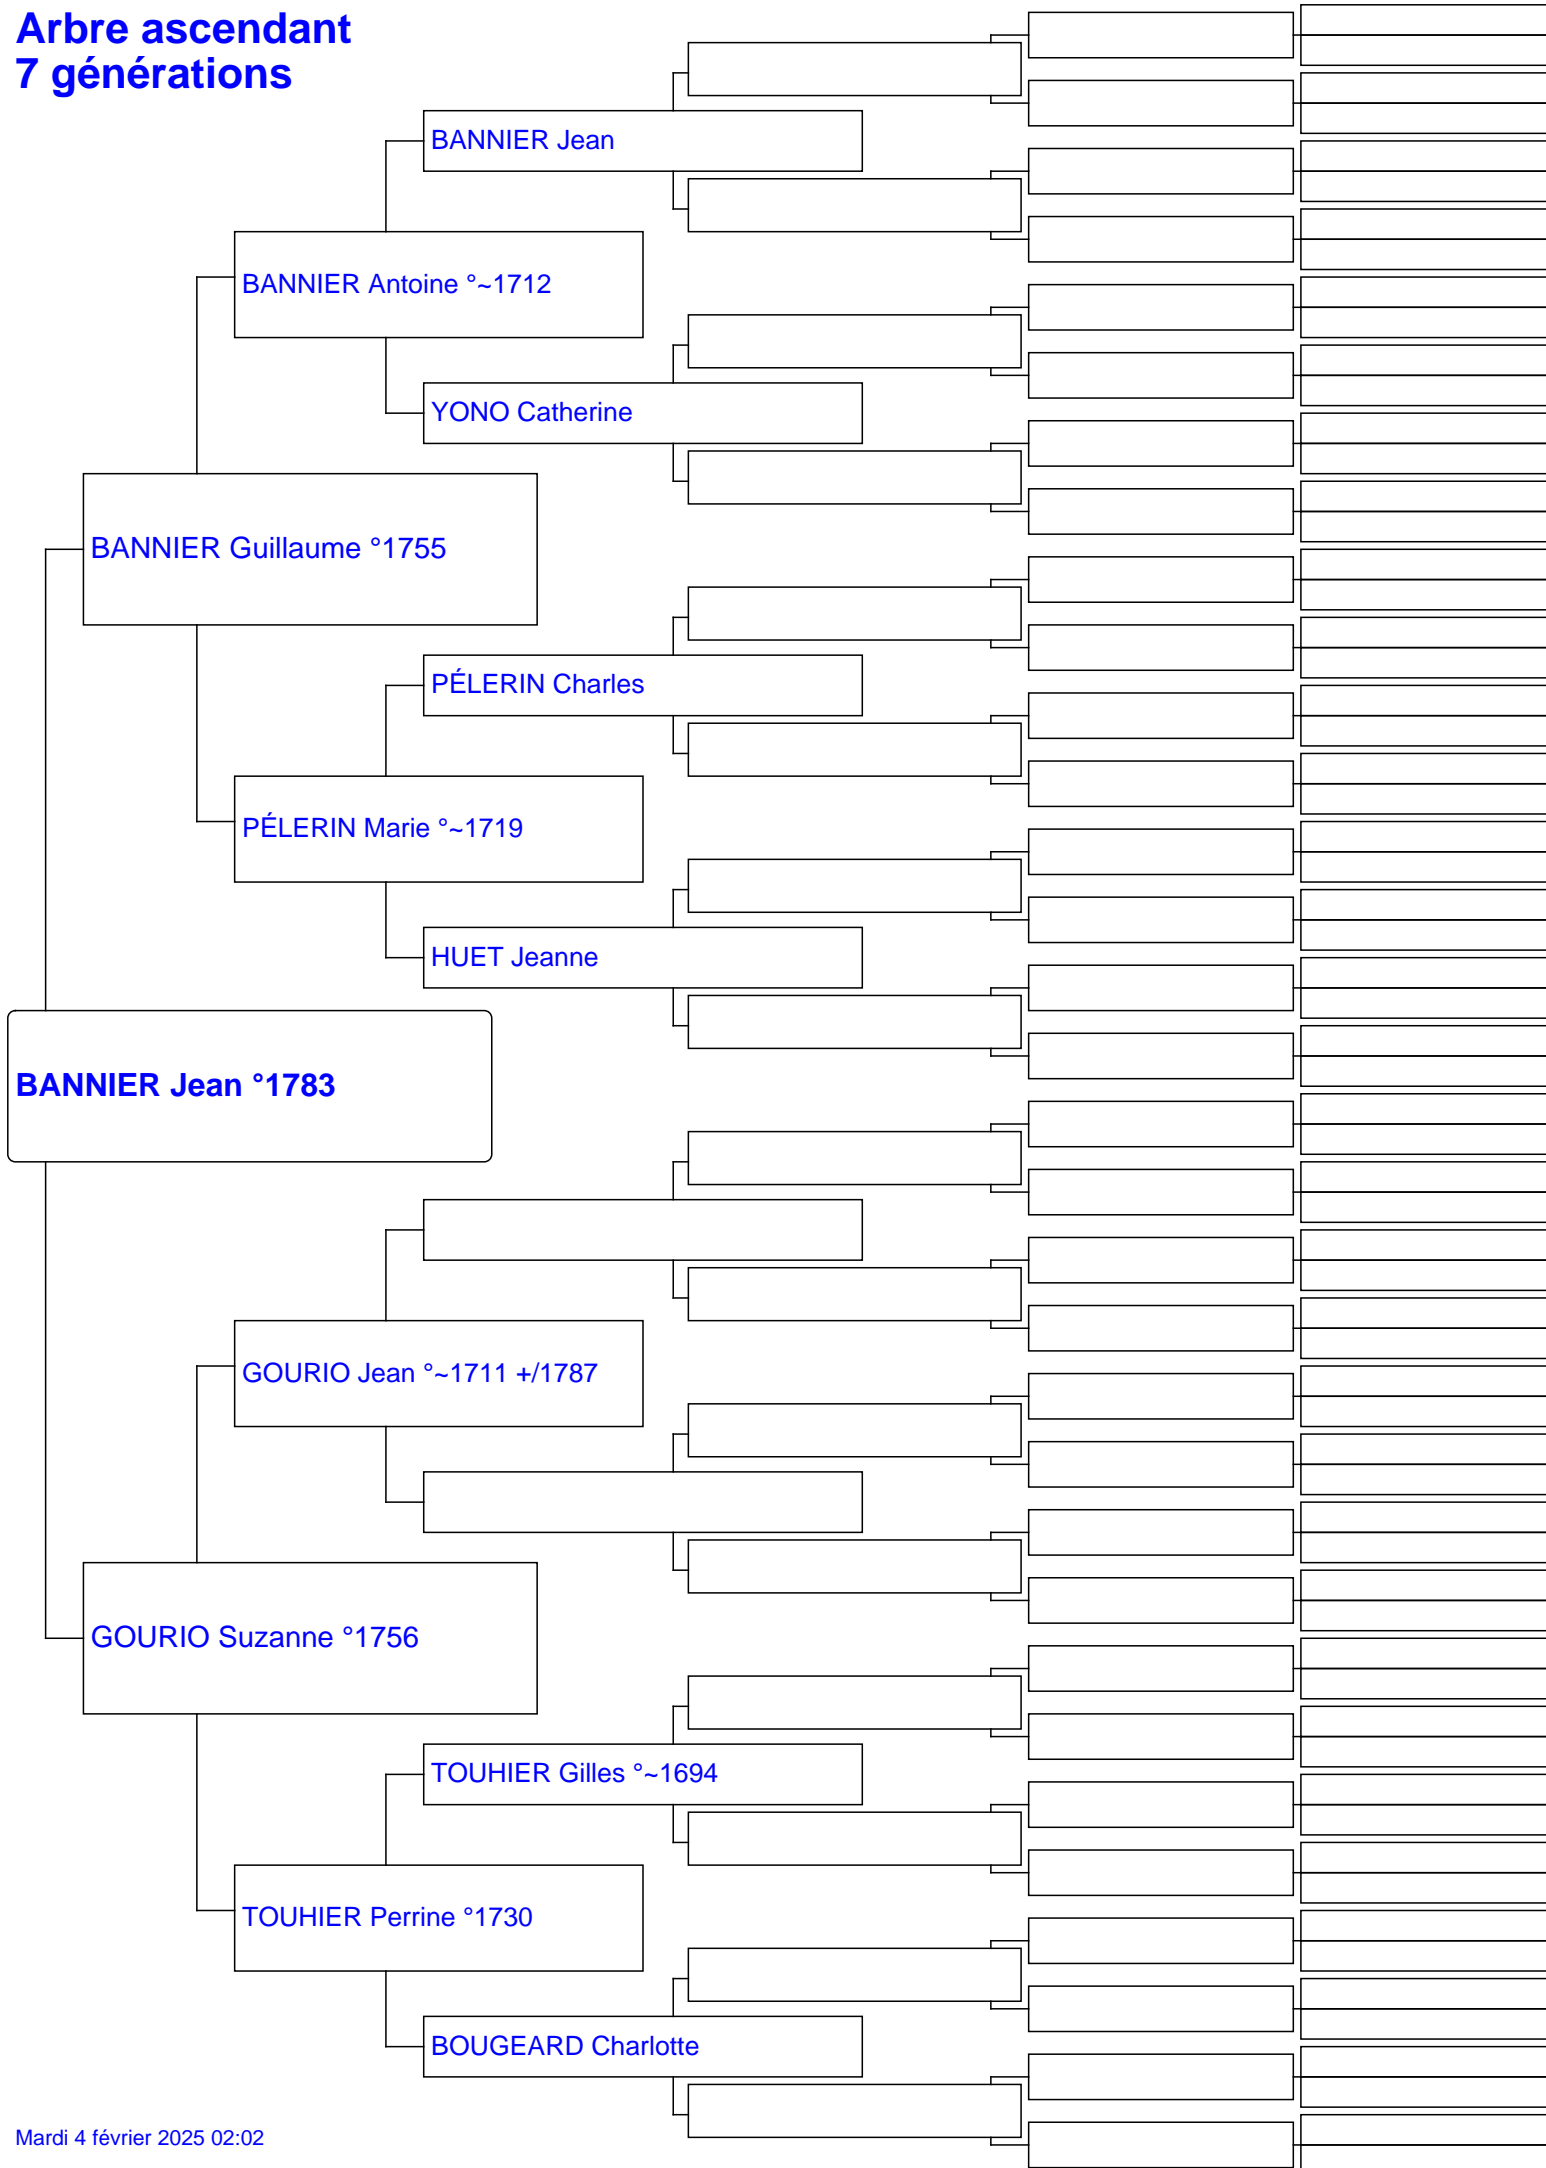 Arbre ascendant
7 générations
BANNIER Jean
BANNIER Antoine °~1712
YONO Catherine
BANNIER Guillaume °1755
PÉLERIN Charles
PÉLERIN Marie °~1719
HUET Jeanne
BANNIER Jean °1783
GOURIO Jean °~1711 +/1787
GOURIO Suzanne °1756
TOUHIER Gilles °~1694
TOUHIER Perrine °1730
BOUGEARD Charlotte
Mardi 4 février 2025 02:02